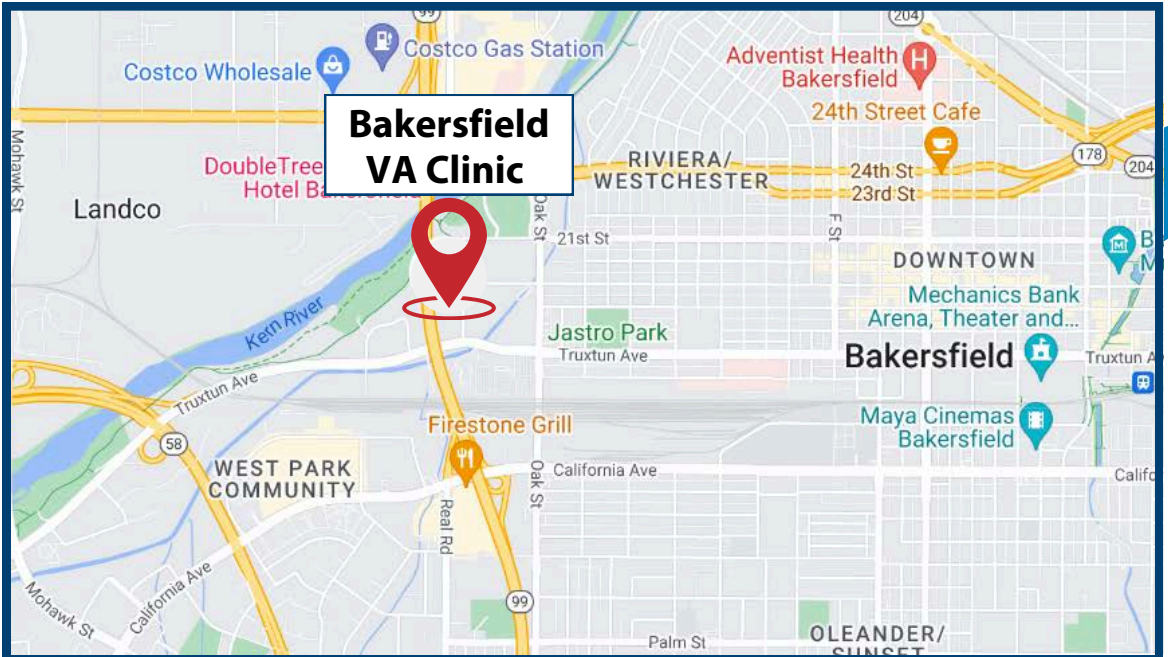 99
204
Costco Gas Station
Costco Wholesale
Adventist Health
Bakersfield
Bakersfield
VA Clinic
24th Street Cafe
Mohawk St
DoubleTree
Hotel
RIVIERA/
WESTCHESTER
24th St
23rd St
178
204
Landco
Oak St
21st St
F St
DOWNTOWN
Kern River
Mechanics Bank
Arena, Theater and...
Jastro Park
Truxtun Ave
Bakersfield
Truxtun
Truxtun Ave
Firestone Grill
Maya Cinemas
Bakersfield
58
WEST PARK
COMMUNITY
Oak St
California Ave
Real Rd
California Ave
Mohawk St
99
Palm St
OLEANDER/
SUNSET